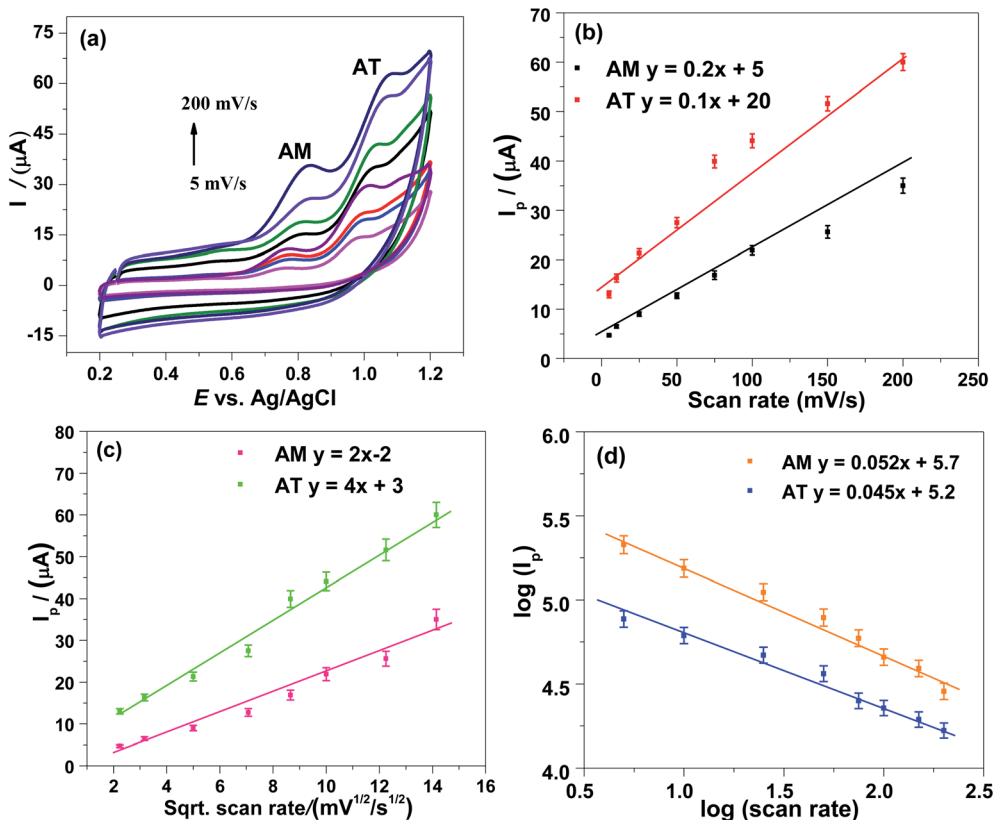 (a)
I /(µA)
75
60
45
30
15
0
-15
200 mV/s
5 mV/s
AM
AT
0.2 0.4 0.6 0.8 1.0 1.2
E vs. Ag/AgCl
(b)
AM y = 0.2x + 5
AT y = 0.1x + 20
Ip / (µA)
70
60
50
40
30
20
10
0
0 50 100 150 200 250
Scan rate (mV/s)
(c)
AM y = 2x-2
AT y = 4x + 3
Ip / (µA)
80
70
60
50
40
30
20
10
0
2 4 6 8 10 12 14 16
Sqrt. scan rate/(mV1/2/s1/2)
(d)
AM y = 0.052x + 5.7
AT y = 0.045x + 5.2
log (Ip)
6.0
5.5
5.0
4.5
4.0
0.5 1.0 1.5 2.0 2.5
log (scan rate)